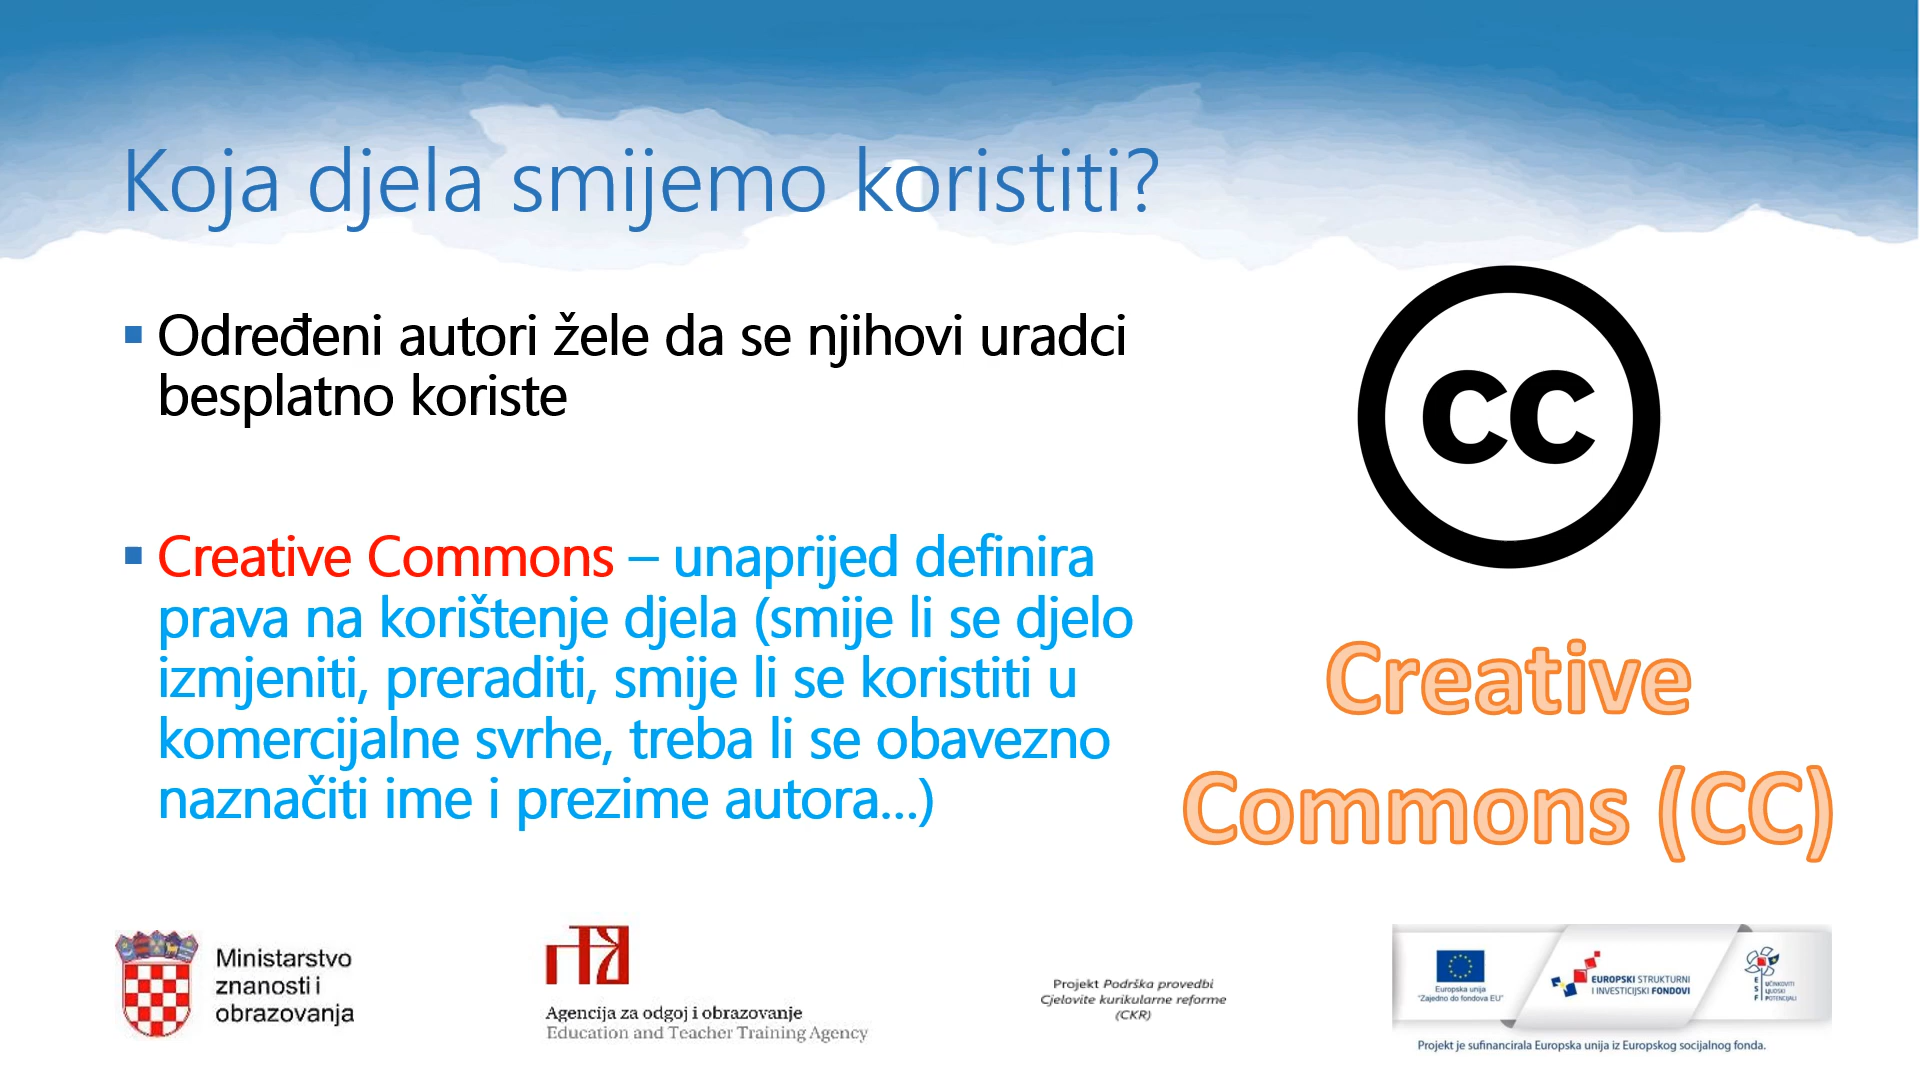 Koja djela smijemo koristiti?
Određeni autori žele da se njihovi uradci
besplatno koriste
Creative Commons – unaprijed definira
prava na korištenje djela (smije li se djelo
izmjeniti, preraditi, smije li se koristiti u
komercijalne svrhe, treba li se obavezno
naznačiti ime i prezime autora...)
cc
Creative
Commons (CC)
Ministarstvo
znanosti i
obrazovanja
Agencija za odgoj i obrazovanje
Education and Teacher Training Agency
Projekt Podrška provedbi
Cjelovite kurikularne reforme
(CKR)
Europska unija
"Zajedno do fondova EU"
EUROPSKI STRUKTURNI
I INVESTICIJSKI FONDOVI
ESF
UČINKOVITI
LJUDSKI
POTENCIJALI
Projekt je sufinancirala Europska unija iz Europskog socijalnog fonda.